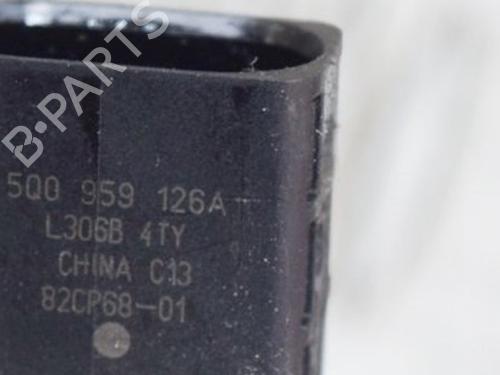 B-PARTS
5Q0 959 126A
L306B 4TY
CHINA C13
82CP68-01